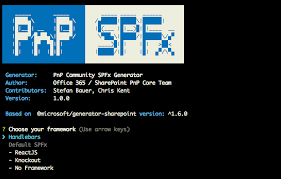 PnP SPFx
Generator: PnP Community SPFx Generator
Author: Office 365 / SharePoint PnP Core Team
Contributors: Stefan Bauer, Chris Kent
Version: 1.0.0
Based on @microsoft/generator-sharepoint version: ^1.6.0
? Choose your framework (Use arrow keys)
❯ Handlebars
Default SPFx
- ReactJS
- Knockout
- No Framework